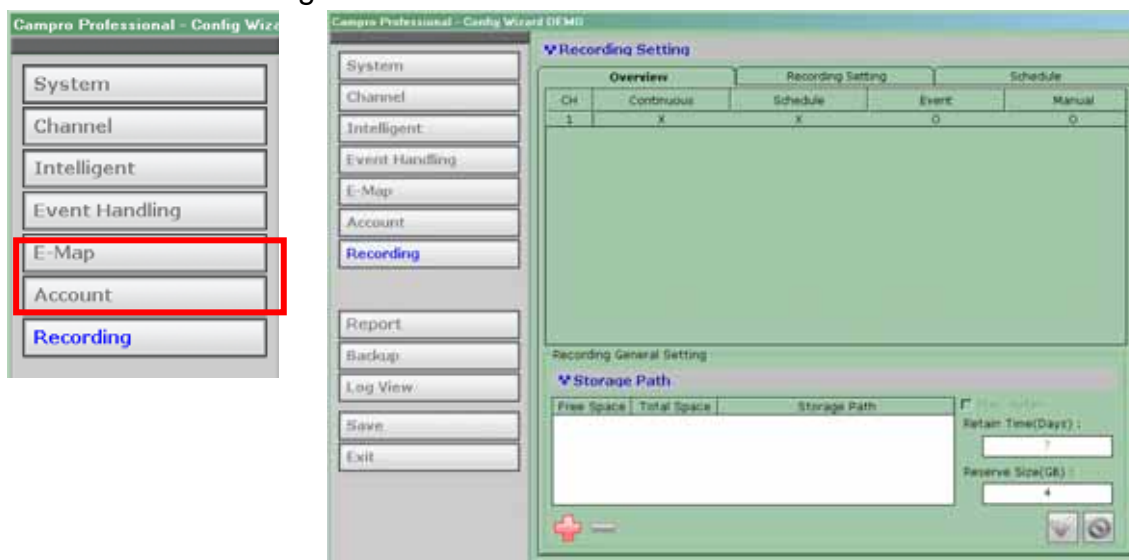 Campro Professional - Config Wiza
System
Channel
Intelligent
Event Handling
E-Map
Account
Recording
Campro Professional - Config Wizard DEMO
System
Channel
Intelligent
Event Handling
E-Map
Account
Recording
Report
Backup
Log View
Save
Exit
Recording Setting
Overview Recording Setting Schedule
CH Continuous Schedule Event Manual
1 X X O O
Recording General Setting
Storage Path
Free Space Total Space Storage Path
Retain Time(Days) :
7
Reserve Size(GB) :
4